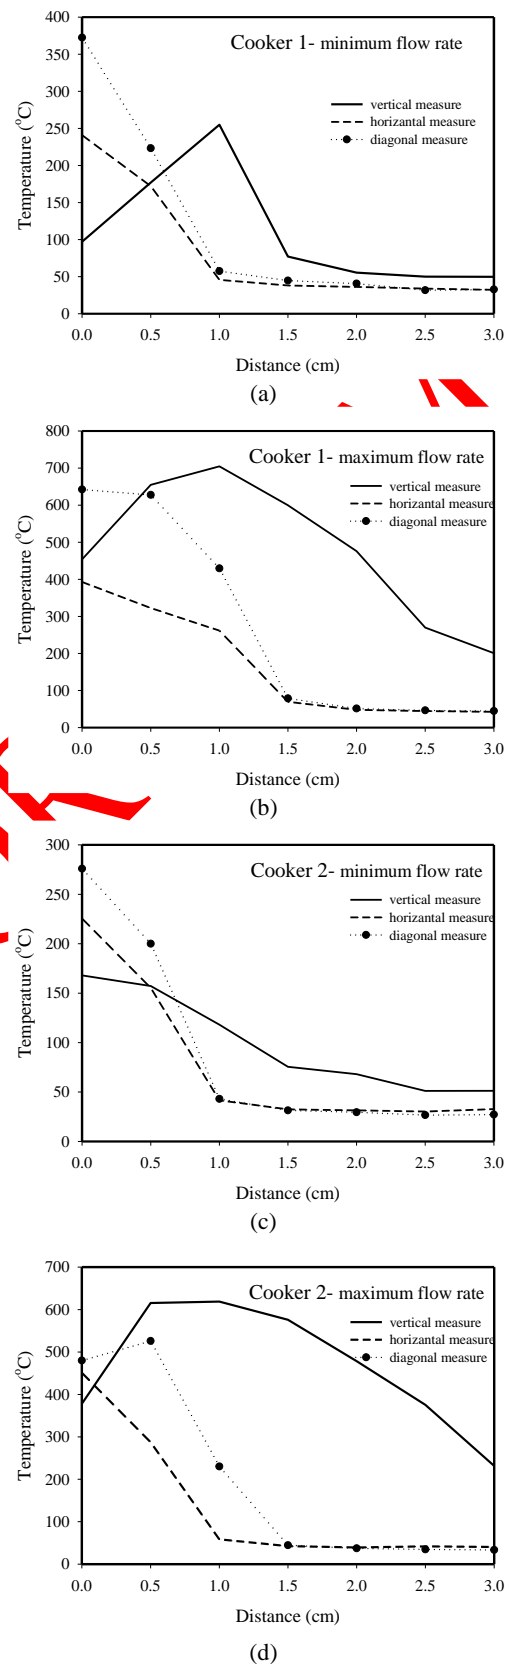 Cooker 1- minimum flow rate
vertical measure
horizantal measure
diagonal measure
Temperature (°C)
400
350
300
250
200
150
100
50
0
0.0 0.5 1.0 1.5 2.0 2.5 3.0
Distance (cm)
(a)
Cooker 1- maximum flow rate
vertical measure
horizantal measure
diagonal measure
Temperature (°C)
800
700
600
500
400
300
200
100
0
0.0 0.5 1.0 1.5 2.0 2.5 3.0
Distance (cm)
(b)
Cooker 2- minimum flow rate
vertical measure
horizantal measure
diagonal measure
Temperature (°C)
300
250
200
150
100
50
0
0.0 0.5 1.0 1.5 2.0 2.5 3.0
Distance (cm)
(c)
Cooker 2- maximum flow rate
vertical measure
horizantal measure
diagonal measure
Temperature (°C)
700
600
500
400
300
200
100
0
0.0 0.5 1.0 1.5 2.0 2.5 3.0
Distance (cm)
(d)